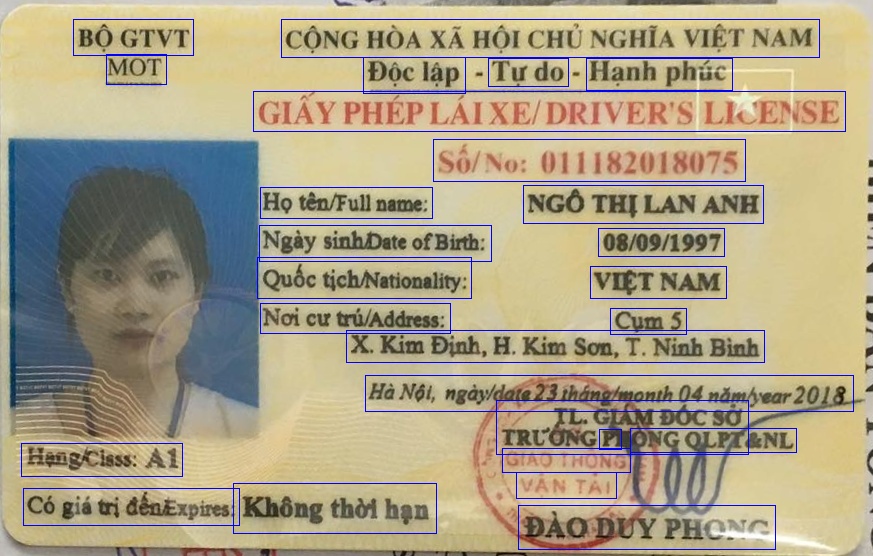 BỘ GTVT
MOT
CỘNG HÒA XÃ HỘI CHỦ NGHĨA VIỆT NAM
Độc lập - Tự do - Hạnh phúc
GIẤY PHÉP LÁI XE/DRIVER'S LICENSE
Số/No: 011182018075
Họ tên/Full name: NGÔ THỊ LAN ANH
Ngày sinh/Date of Birth: 08/09/1997
Quốc tịch/Nationality: VIỆT NAM
Nơi cư trú/Address: Cụm 5
X. Kim Định, H. Kim Sơn, T. Ninh Bình
Hà Nội, ngày/date 23 tháng/month 04 năm/year 2018
TL. GIÁM ĐỐC SỞ
TRƯỞNG PHÒNG QLPT&NL
GIAO THÔNG
VẬN TẢI
Hạng/Class: A1
Có giá trị đến/Expires: Không thời hạn
ĐÀO DUY PHONG